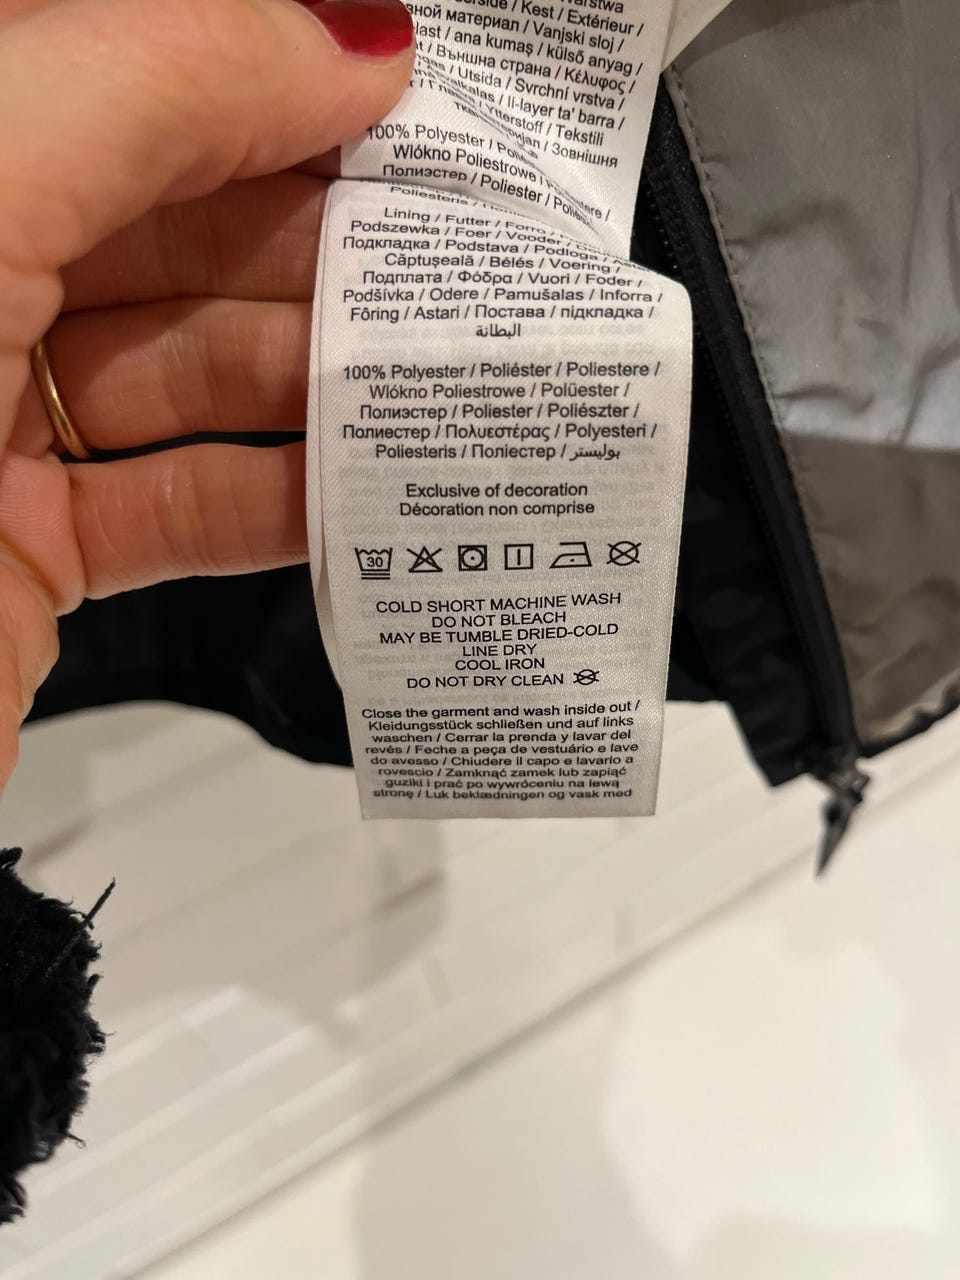 Kest / Extérieur /
материал / Vanjski sloj /
ana kumaş / külső anyag /
Външна страна / Κέλυφος /
Utsida / Svrchní vrstva /
li-layer ta' barra /
Ytterstoff / Tekstili
Зовнішня
100% Polyester /
Włókno Poliestrowe /
Полиэстер / Poliester /
Poliesteris /
Lining / Futter / Forro /
Podszewka / Foer / Vooder /
Подкладка / Podstava / Podloga /
Căptuşeală / Bélés / Voering /
Подплата / Φόδρα / Vuori / Foder /
Podšívka / Odere / Pamušalas / Inforra /
Fôring / Astari / Постава / підкладка /
البطانة
100% Polyester / Poliéster / Poliestere /
Wlókno Poliestrowe / Polüester /
Полиэстер / Poliester / Poliészter /
Полиестер / Πολυεστέρας / Polyesteri /
Poliesteris / Поліестер / بوليستر
Exclusive of decoration
Décoration non comprise
30
COLD SHORT MACHINE WASH
DO NOT BLEACH
MAY BE TUMBLE DRIED-COLD
LINE DRY
COOL IRON
DO NOT DRY CLEAN
Close the garment and wash inside out /
Kleidungsstück schließen und auf links
waschen / Cerrar la prenda y lavar del
revés / Feche a peça de vestuário e lave
do avesso / Chiudere il capo e lavarlo a
rovescio / Zamknąć zamek lub zapiąć
guziki i prać po wywróceniu na lewą
stronę / Luk beklædningen og vask med